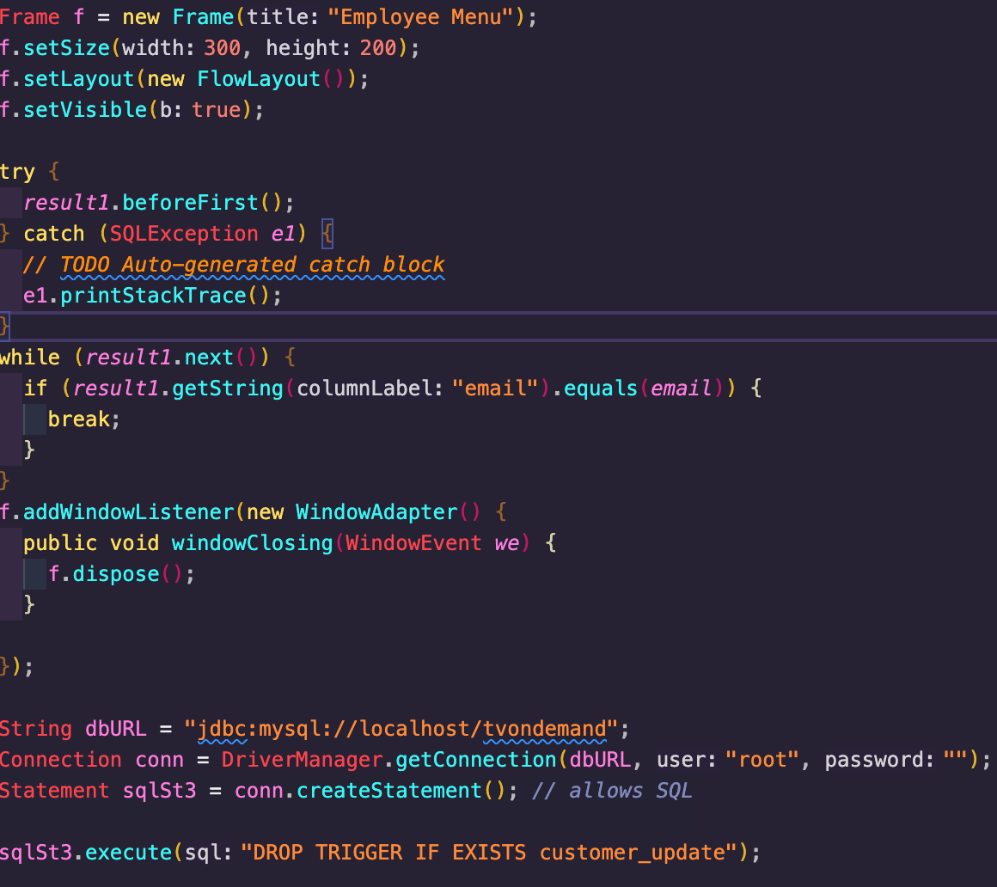 Frame f = new Frame(title: "Employee Menu");
f.setSize(width: 300, height: 200);
f.setLayout(new FlowLayout());
f.setVisible(b: true);
try {
result1.beforeFirst();
} catch (SQLException e1) {
// TODO Auto-generated catch block
e1.printStackTrace();
}
while (result1.next()) {
if (result1.getString(columnLabel: "email").equals(email)) {
break;
}
}
f.addWindowListener(new WindowAdapter() {
public void windowClosing(WindowEvent we) {
f.dispose();
}
});
String dbURL = "jdbc:mysql://localhost/tvondemand";
Connection conn = DriverManager.getConnection(dbURL, user: "root", password: "");
Statement sqlSt3 = conn.createStatement(); // allows SQL
sqlSt3.execute(sql: "DROP TRIGGER IF EXISTS customer_update");